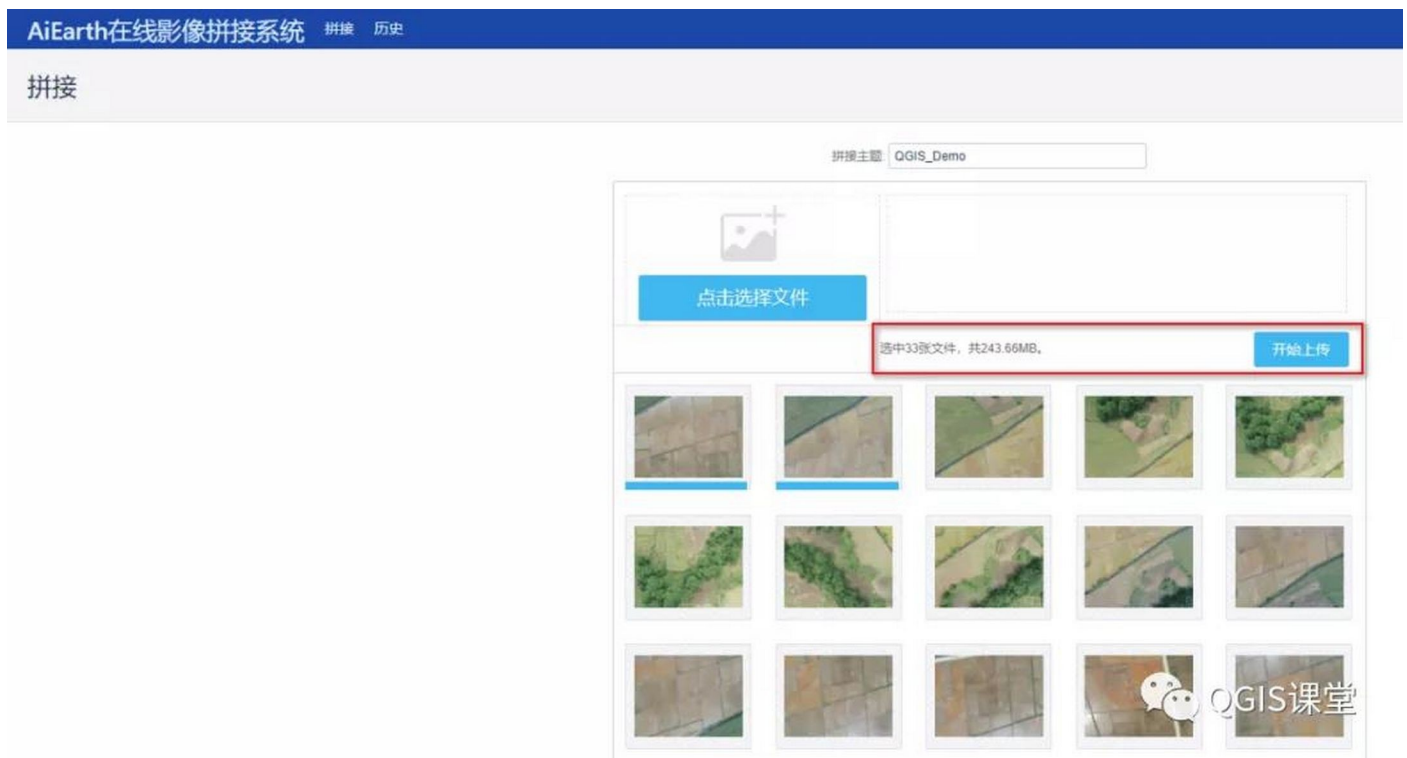 AiEarth在线影像拼接系统 拼接 历史
拼接
拼接主题 QGIS_Demo
点击选择文件
选中33张文件，共243.66MB。 开始上传
QGIS课堂